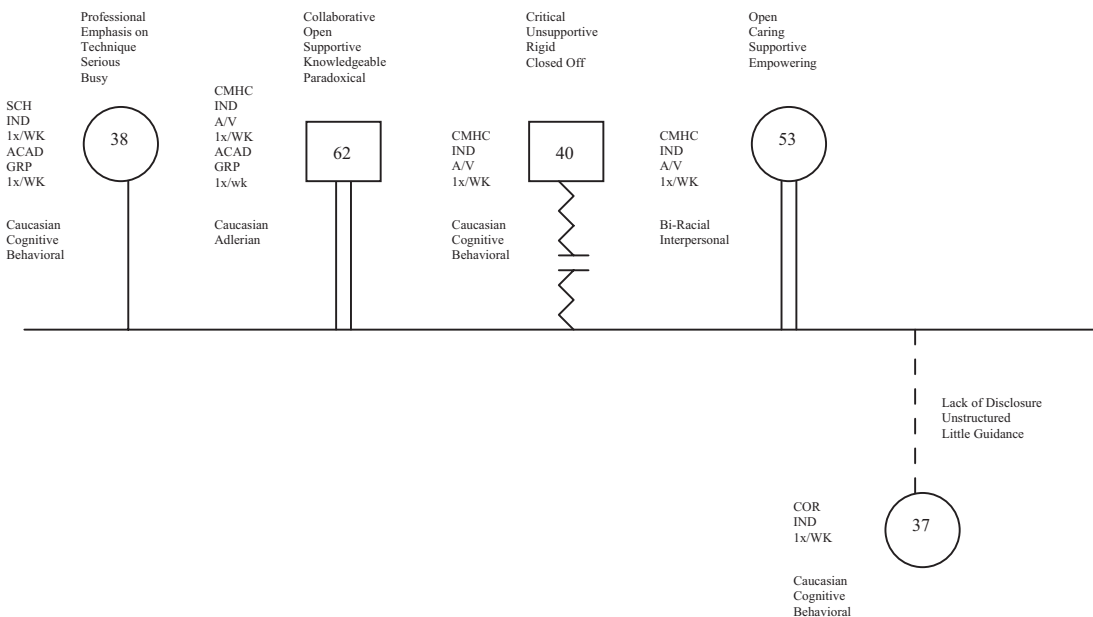 Professional
Emphasis on
Technique
Serious
Busy
SCH
IND
1x/WK
ACAD
GRP
1x/WK
38
Caucasian
Cognitive
Behavioral
Collaborative
Open
Supportive
Knowledgeable
Paradoxical
CMHC
IND
A/V
1x/WK
ACAD
GRP
1x/wk
62
Caucasian
Adlerian
Critical
Unsupportive
Rigid
Closed Off
CMHC
IND
A/V
1x/WK
40
Caucasian
Cognitive
Behavioral
Open
Caring
Supportive
Empowering
CMHC
IND
A/V
1x/WK
53
Bi-Racial
Interpersonal
Lack of Disclosure
Unstructured
Little Guidance
COR
IND
1x/WK
37
Caucasian
Cognitive
Behavioral